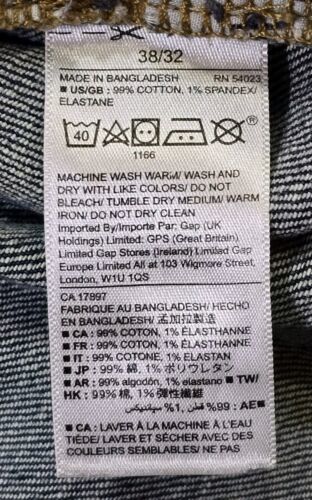 38/32
MADE IN BANGLADESH RN 54023
■ US/GB : 99% COTTON, 1% SPANDEX/
ELASTANE
40
1166
MACHINE WASH WARM/ WASH AND
DRY WITH LIKE COLORS/ DO NOT
BLEACH/ TUMBLE DRY MEDIUM/ WARM
IRON/ DO NOT DRY CLEAN
Imported By/Importé Par: Gap (UK
Holdings) Limited: GPS (Great Britain)
Limited Gap Stores (Ireland) Limited Gap
Europe Limited All at 103 Wigmore Street,
London, W1U 1QS
CA 17897
FABRIQUÉ AU BANGLADESH/ HECHO
EN BANGLADESH/ 孟加拉製造
■ CA : 99% COTON, 1% ÉLASTHANNE
■ FR : 99% COTON, 1% ÉLASTHANNE
■ IT : 99% COTONE, 1% ELASTAN
■ JP : 99% 綿, 1% ポリウレタン
■ AR : 99% algodón, 1% elastano ■ TW/
HK : 99% 棉, 1% 彈性纖維
■ AE : 99% قطن, 1% سباندیکس
■ CA : LAVER À LA MACHINE À L'EAU
TIÈDE/ LAVER ET SÉCHER AVEC DES
COULEURS SEMBLABLES/ NE PAS